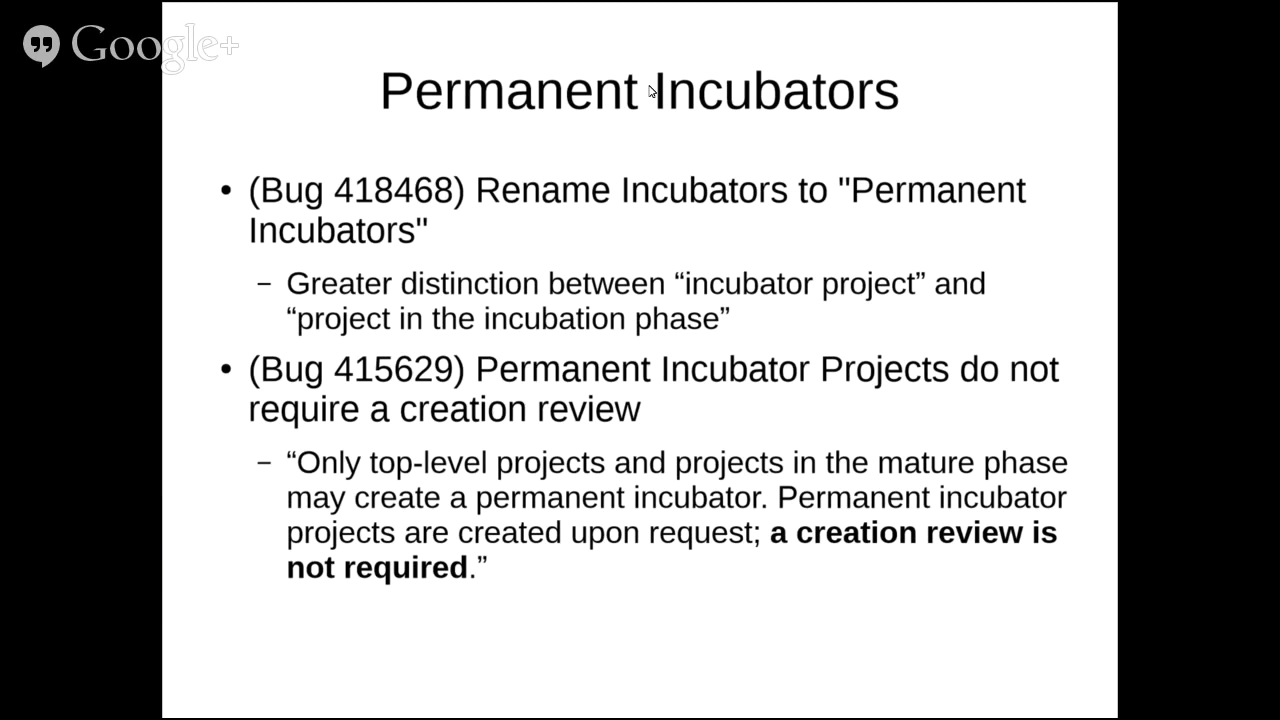 Google+
Permanent Incubators
• (Bug 418468) Rename Incubators to "Permanent
Incubators"
– Greater distinction between “incubator project” and
“project in the incubation phase”
• (Bug 415629) Permanent Incubator Projects do not
require a creation review
– “Only top-level projects and projects in the mature phase
may create a permanent incubator. Permanent incubator
projects are created upon request; a creation review is
not required.”